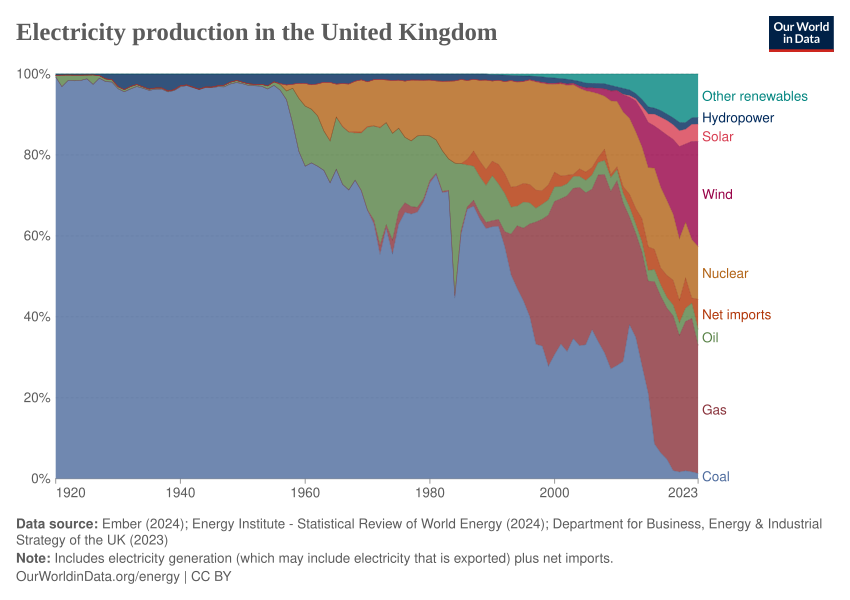 Electricity production in the United Kingdom
Our World
in Data
100%
80%
60%
40%
20%
0%
1920
1940
1960
1980
2000
2023
Other renewables
Hydropower
Solar
Wind
Nuclear
Net imports
Oil
Gas
Coal
Data source: Ember (2024); Energy Institute - Statistical Review of World Energy (2024); Department for Business, Energy & Industrial
Strategy of the UK (2023)
Note: Includes electricity generation (which may include electricity that is exported) plus net imports.
OurWorldinData.org/energy | CC BY